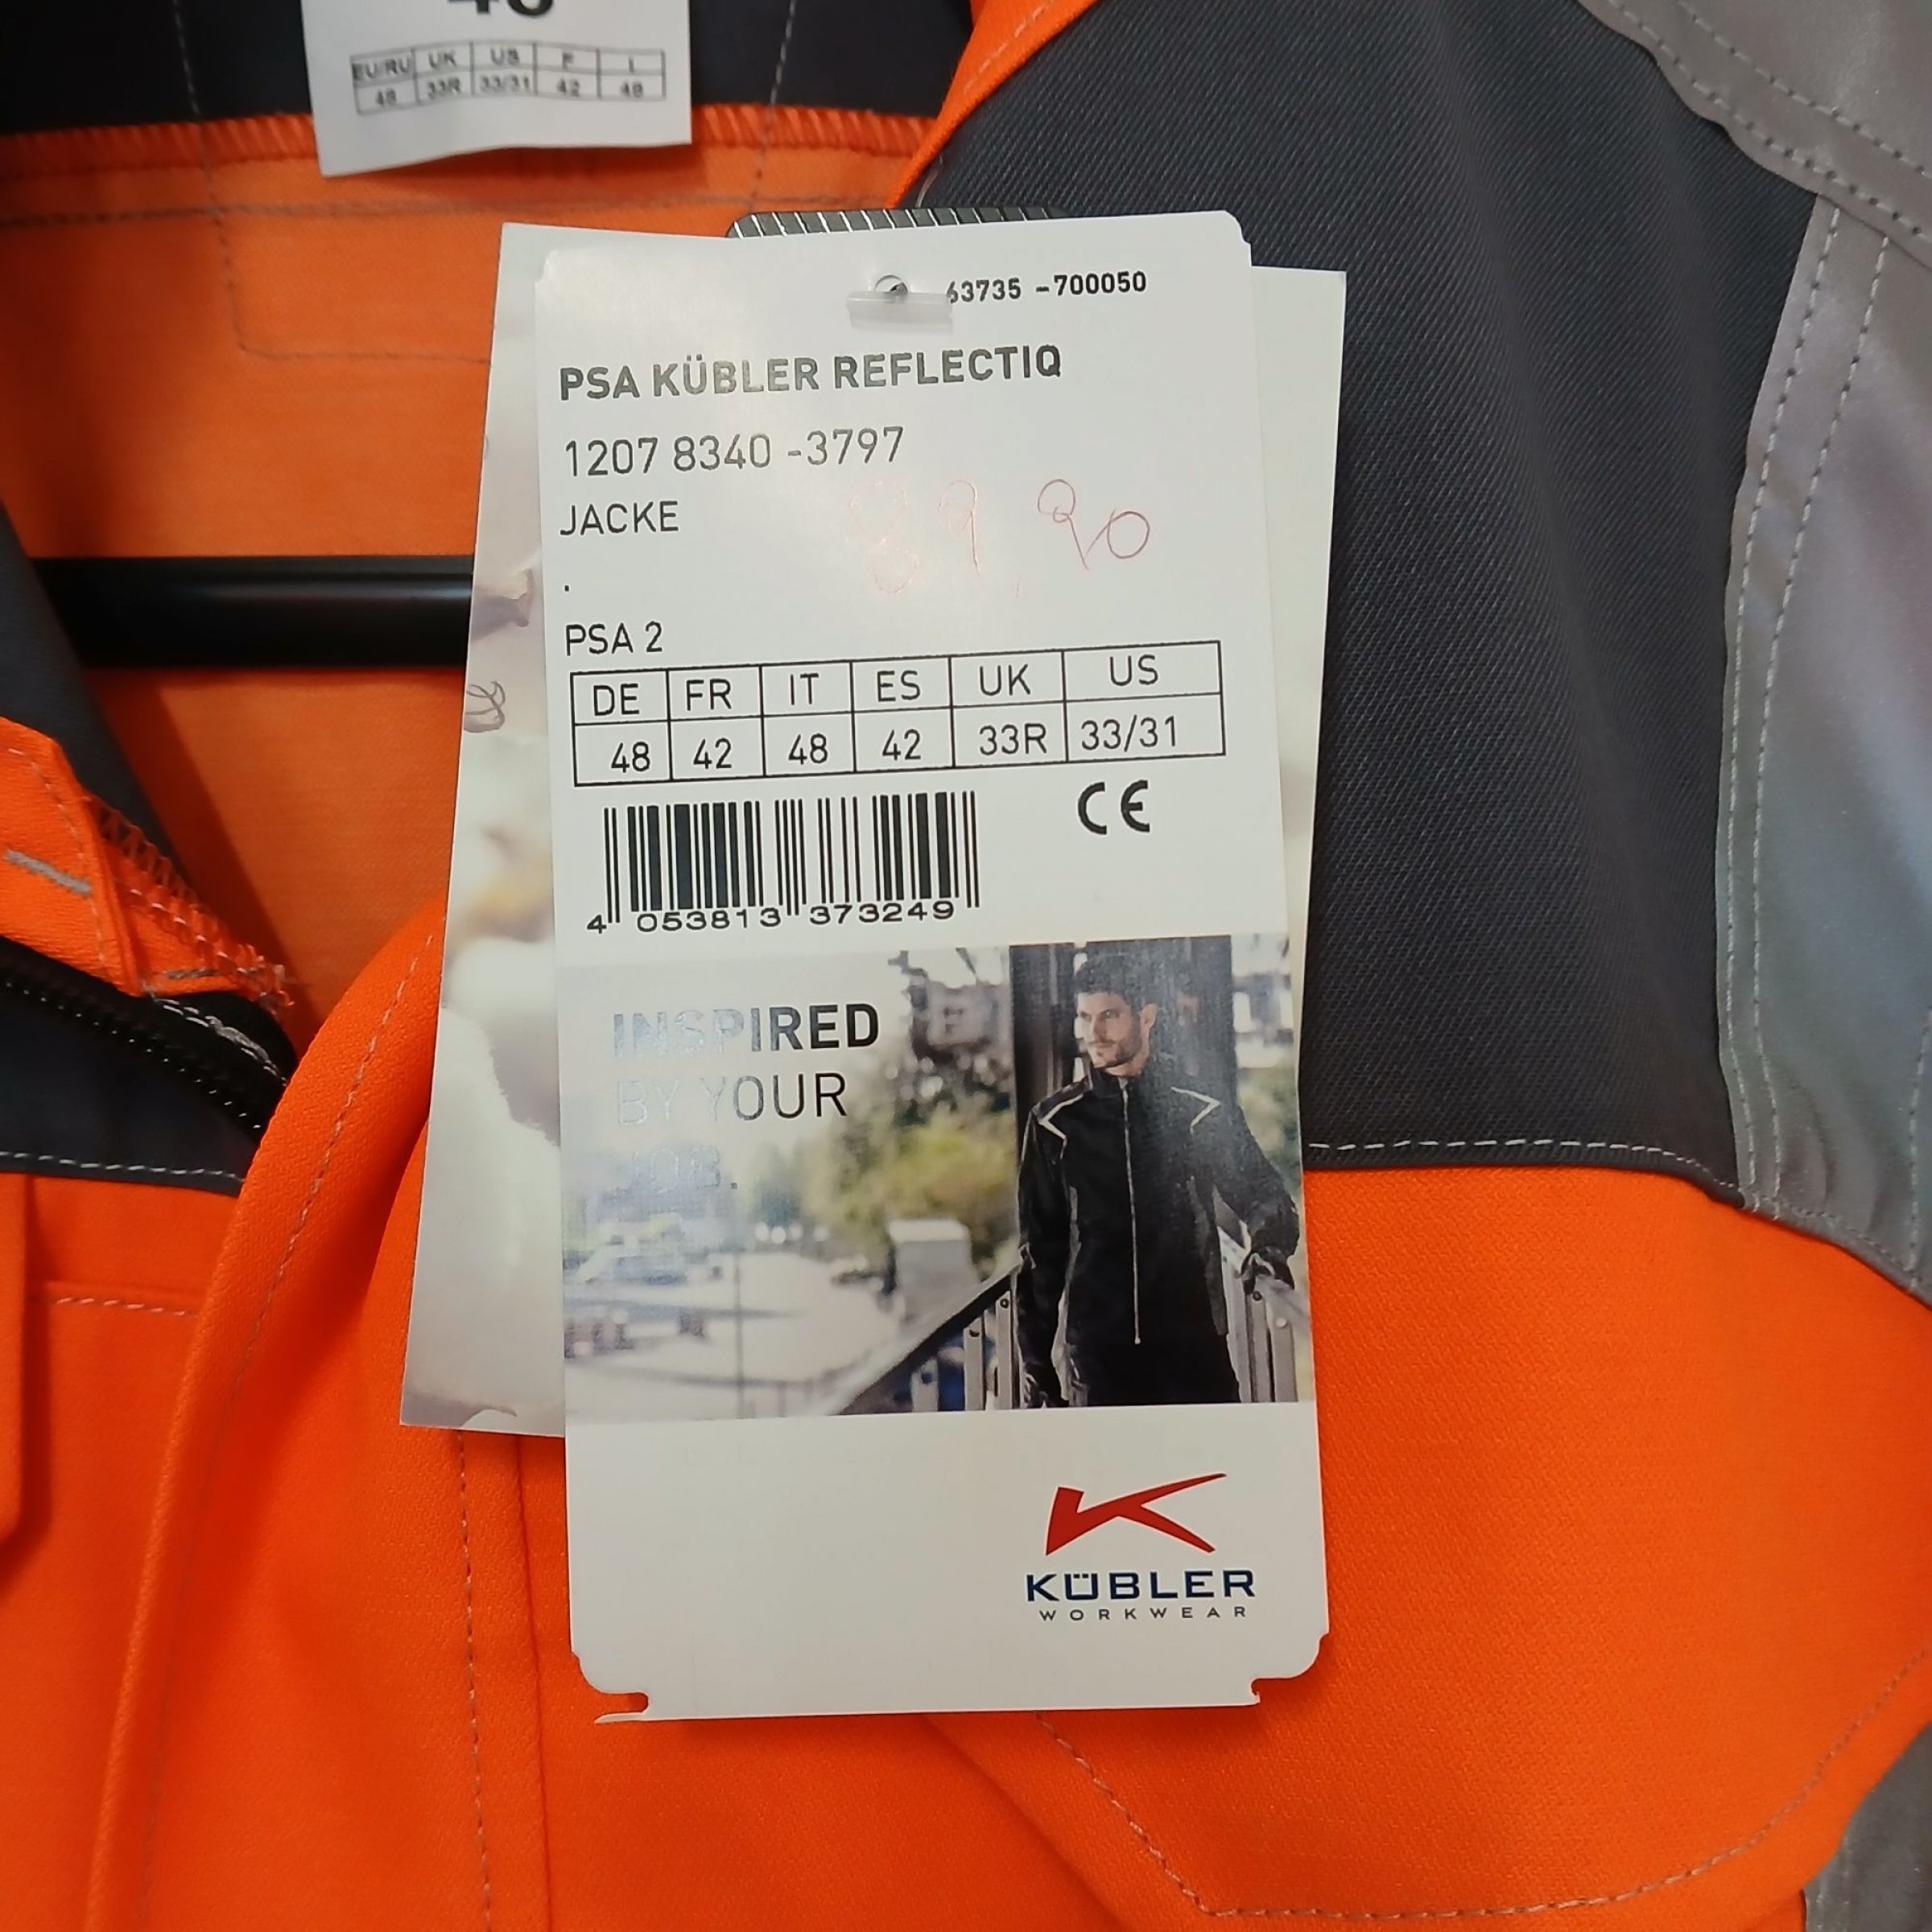 48
EU/RU UK US F I
48 33R 33/31 42 48
63735 -700050
PSA KÜBLER REFLECTIQ
1207 8340 -3797
JACKE
89,90
.
PSA 2
DE FR IT ES UK US
48 42 48 42 33R 33/31
CE
4 053813 373249
INSPIRED
BY YOUR
JOB.
KÜBLER
WORKWEAR